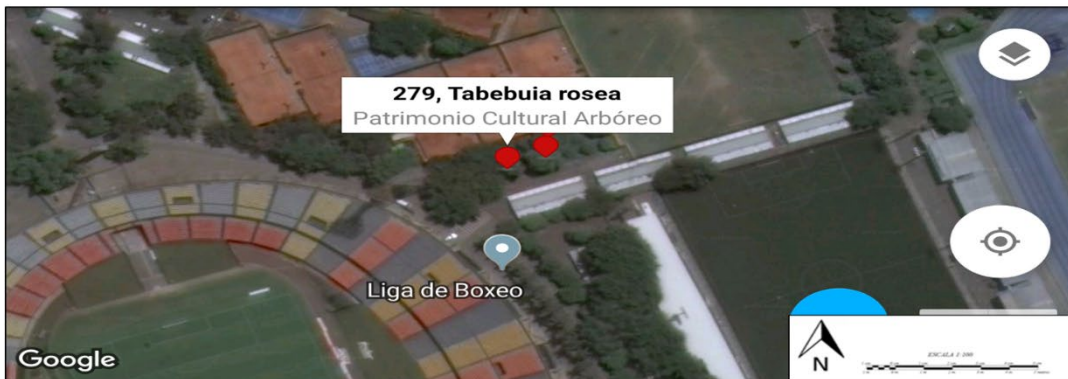 279, Tabebuia rosea
Patrimonio Cultural Arbóreo
Liga de Boxeo
Google
N
ESCALA 1:200